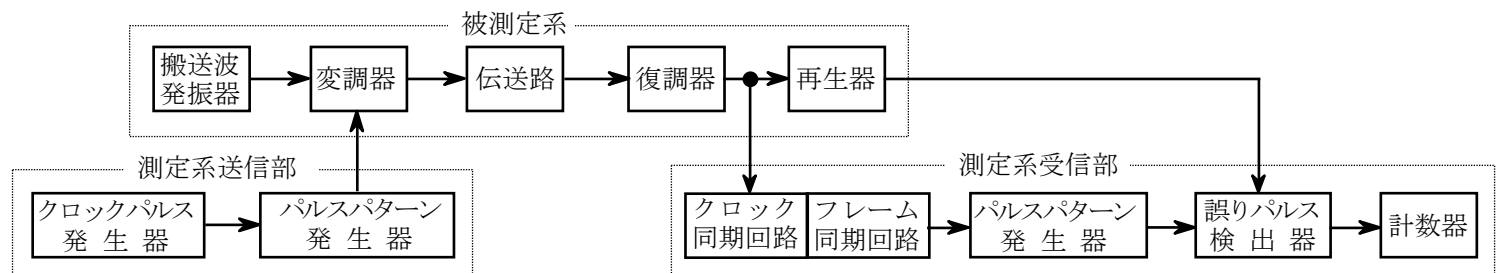 被測定系
搬送波
発振器
変調器
伝送路
復調器
再生器
測定系送信部
クロックパルス
発生器
パルスパターン
発生器
測定系受信部
クロック
同期回路
フレーム
同期回路
パルスパターン
発生器
誤りパルス
検出器
計数器